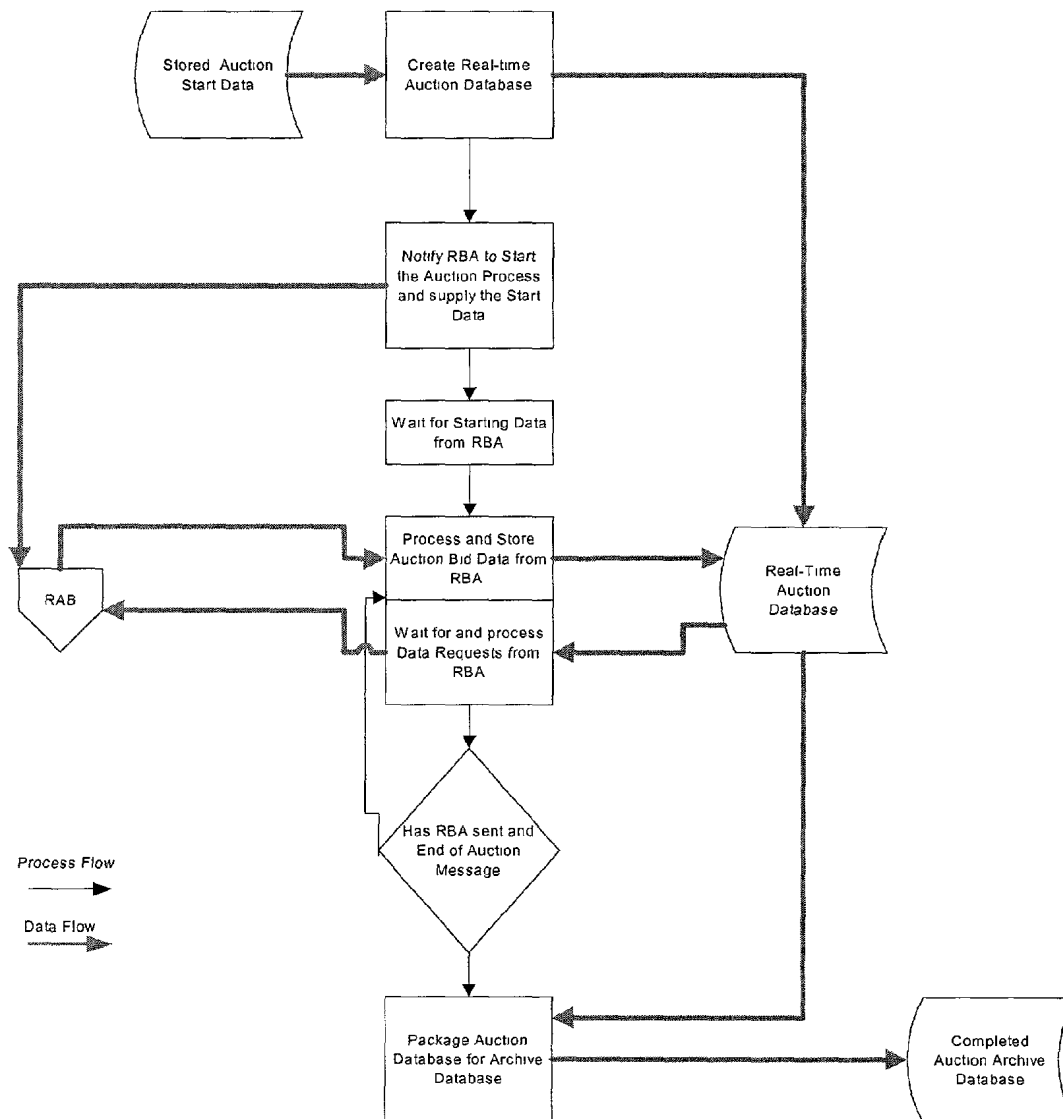 Stored Auction
Start Data
Create Real-time
Auction Database
Notify RBA to Start
the Auction Process
and supply the Start
Data
Wait for Starting Data
from RBA
Process and Store
Auction Bid Data from
RBA
RAB
Real-Time
Auction
Database
Wait for and process
Data Requests from
RBA
Has RBA sent and
End of Auction
Message
Process Flow
Data Flow
Package Auction
Database for Archive
Database
Completed
Auction Archive
Database